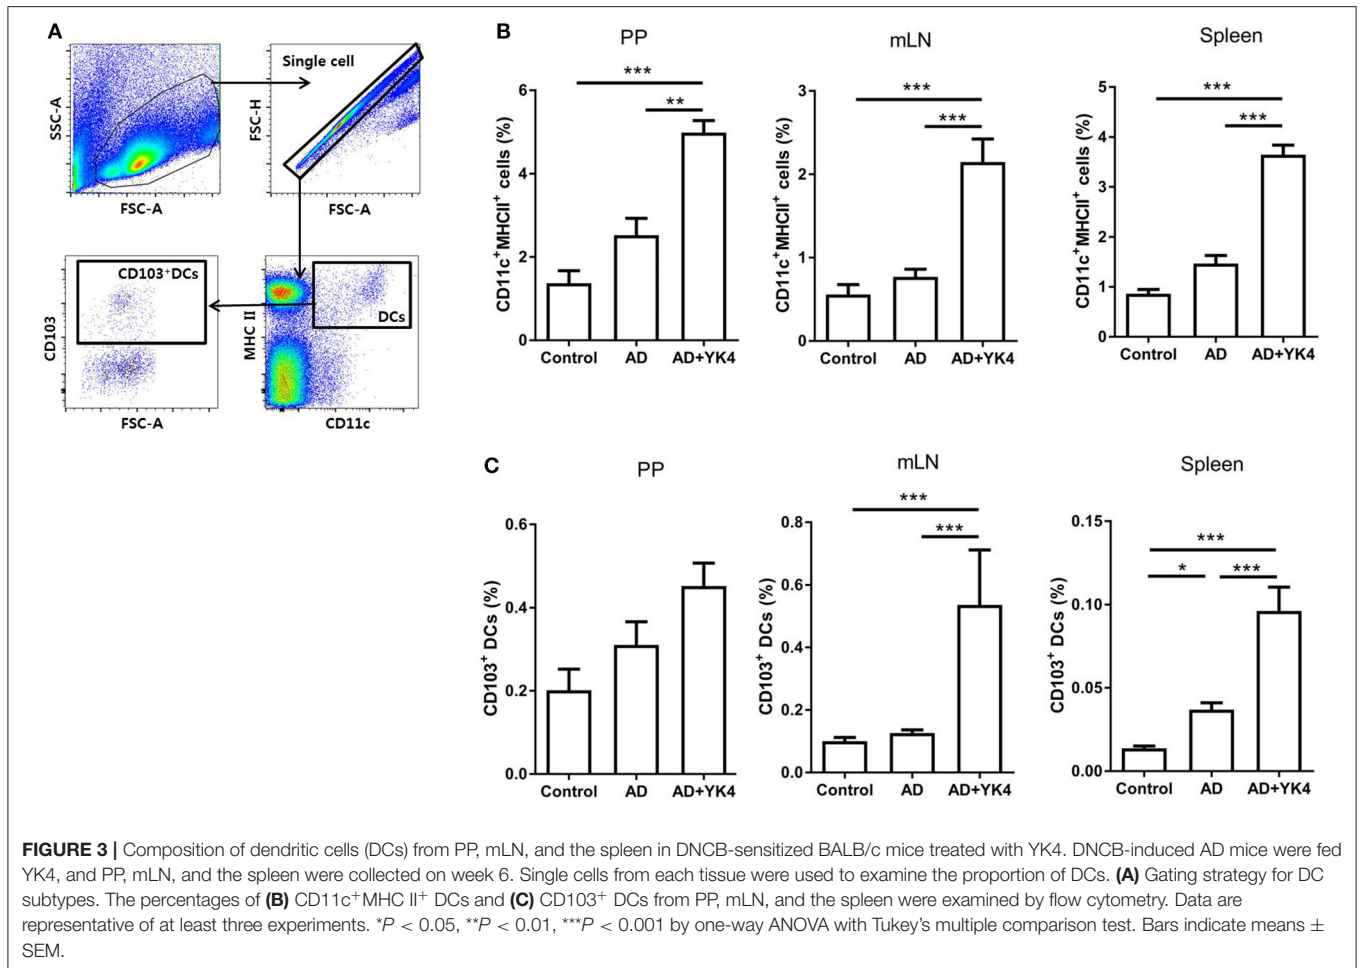 A
SSC-A
FSC-A
Single cell
FSC-H
FSC-A
CD103⁺DCs
CD103
FSC-A
MHC II
DCs
CD11c
B
PP
CD11c⁺MHCII⁺ cells (%)
6
4
2
0
***
**
Control AD AD+YK4
mLN
CD11c⁺MHCII⁺ cells (%)
3
2
1
0
***
***
Control AD AD+YK4
Spleen
CD11c⁺MHCII⁺ cells (%)
5
4
3
2
1
0
***
***
Control AD AD+YK4
C
PP
CD103⁺ DCs (%)
0.6
0.4
0.2
0.0
Control AD AD+YK4
mLN
CD103⁺ DCs (%)
0.8
0.6
0.4
0.2
0.0
***
***
Control AD AD+YK4
Spleen
CD103⁺ DCs (%)
0.15
0.10
0.05
0.00
***
* ***
Control AD AD+YK4
FIGURE 3 | Composition of dendritic cells (DCs) from PP, mLN, and the spleen in DNCB-sensitized BALB/c mice treated with YK4. DNCB-induced AD mice were fed
YK4, and PP, mLN, and the spleen were collected on week 6. Single cells from each tissue were used to examine the proportion of DCs. (A) Gating strategy for DC
subtypes. The percentages of (B) CD11c⁺MHC II⁺ DCs and (C) CD103⁺ DCs from PP, mLN, and the spleen were examined by flow cytometry. Data are
representative of at least three experiments. *P < 0.05, **P < 0.01, ***P < 0.001 by one-way ANOVA with Tukey's multiple comparison test. Bars indicate means ±
SEM.